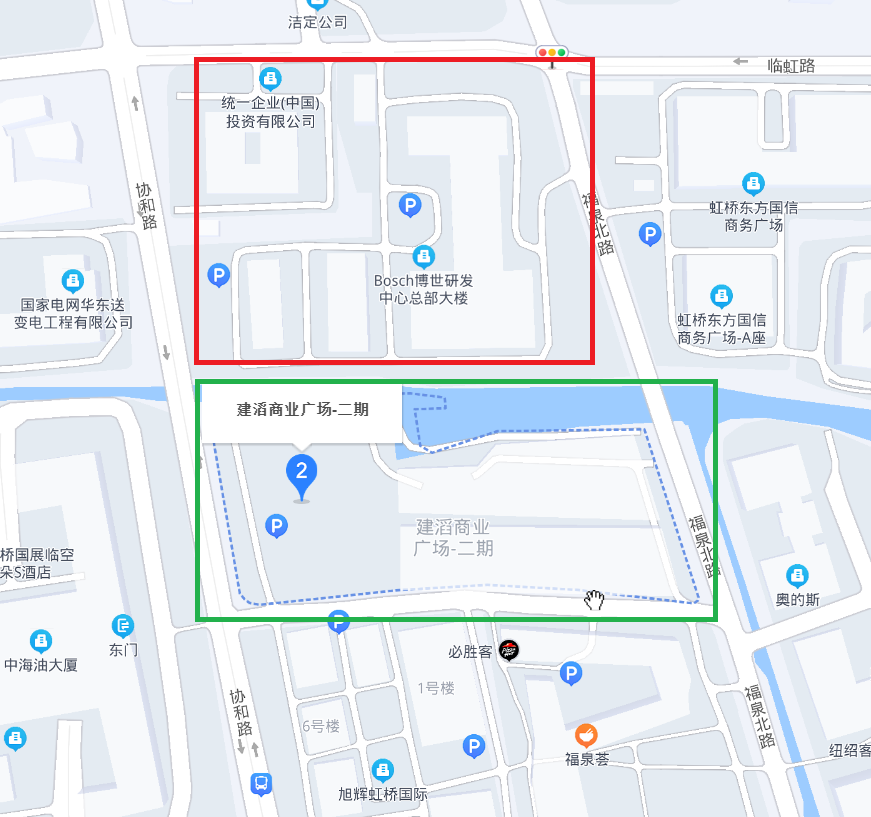 洁定公司
临虹路
统一企业(中国)
投资有限公司
协和路
福泉北路
虹桥东方国信
商务广场
P
P
P
Bosch博世研发
中心总部大楼
国家电网华东送
变电工程有限公司
虹桥东方国信
商务广场-A座
建滔商业广场-二期
2
P
建滔商业
广场-二期
福泉北路
桥国展临空
朵S酒店
奥的斯
P
东门
中海油大厦
必胜客
P
1号楼
协和路
6号楼
福泉北路
P
福泉荟
纽绍客
旭辉虹桥国际